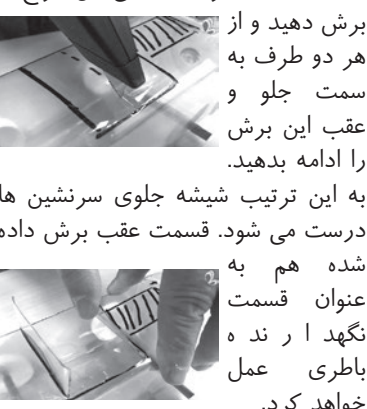 برش دهید و از
هر دو طرف به
سمت جلو و
عقب این برش
را ادامه بدهید.
به این ترتیب شیشه جلوی سرنشین ها
درست می شود. قسمت عقب برش داده
شده هم به
عنوان قسمت
نگهد ا ر ند ه
باطری عمل
خواهد کرد.